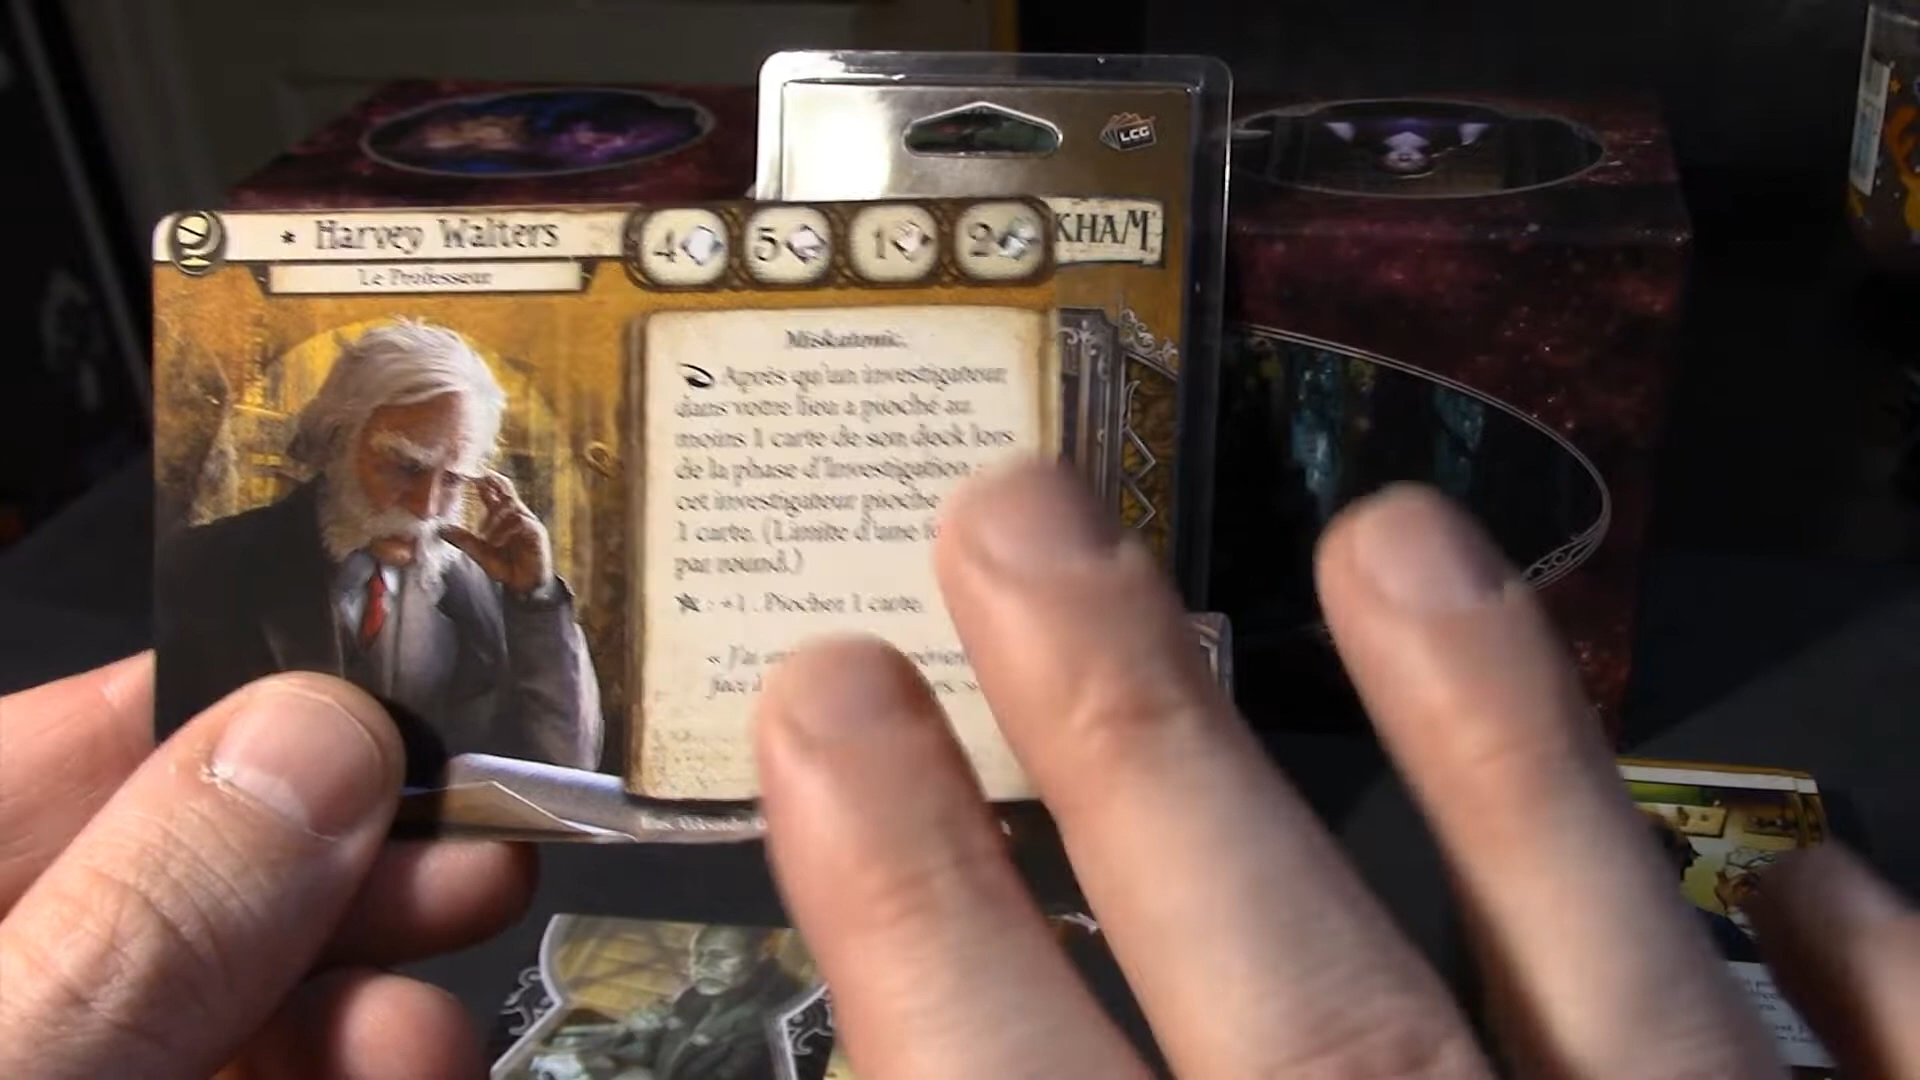 LCG
KHAM
* Harvey Walters
4 5 1 2
Le Professeur
Miskatonic.
Après qu'un investigateur
dans votre lieu a pioché au
moins 1 carte de son deck lors
de la phase d'Investigation
cet investigateur pioche
1 carte. (Limite d'une
par round.)
: +1. Piochez 1 carte.
« J'ai
face
»